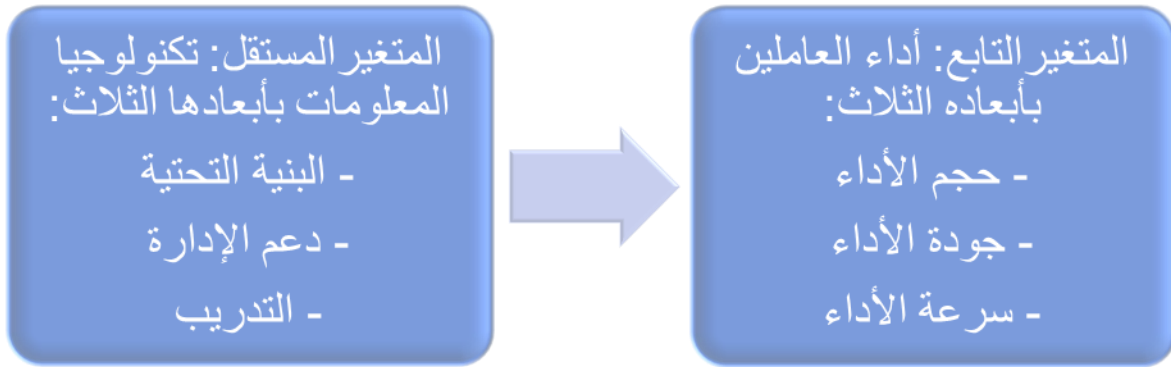 المتغير المستقل: تكنولوجيا
المعلومات بأبعادها الثلاث:
- البنية التحتية
- دعم الإدارة
- التدريب
المتغير التابع: أداء العاملين
بأبعاده الثلاث:
- حجم الأداء
- جودة الأداء
- سرعة الأداء